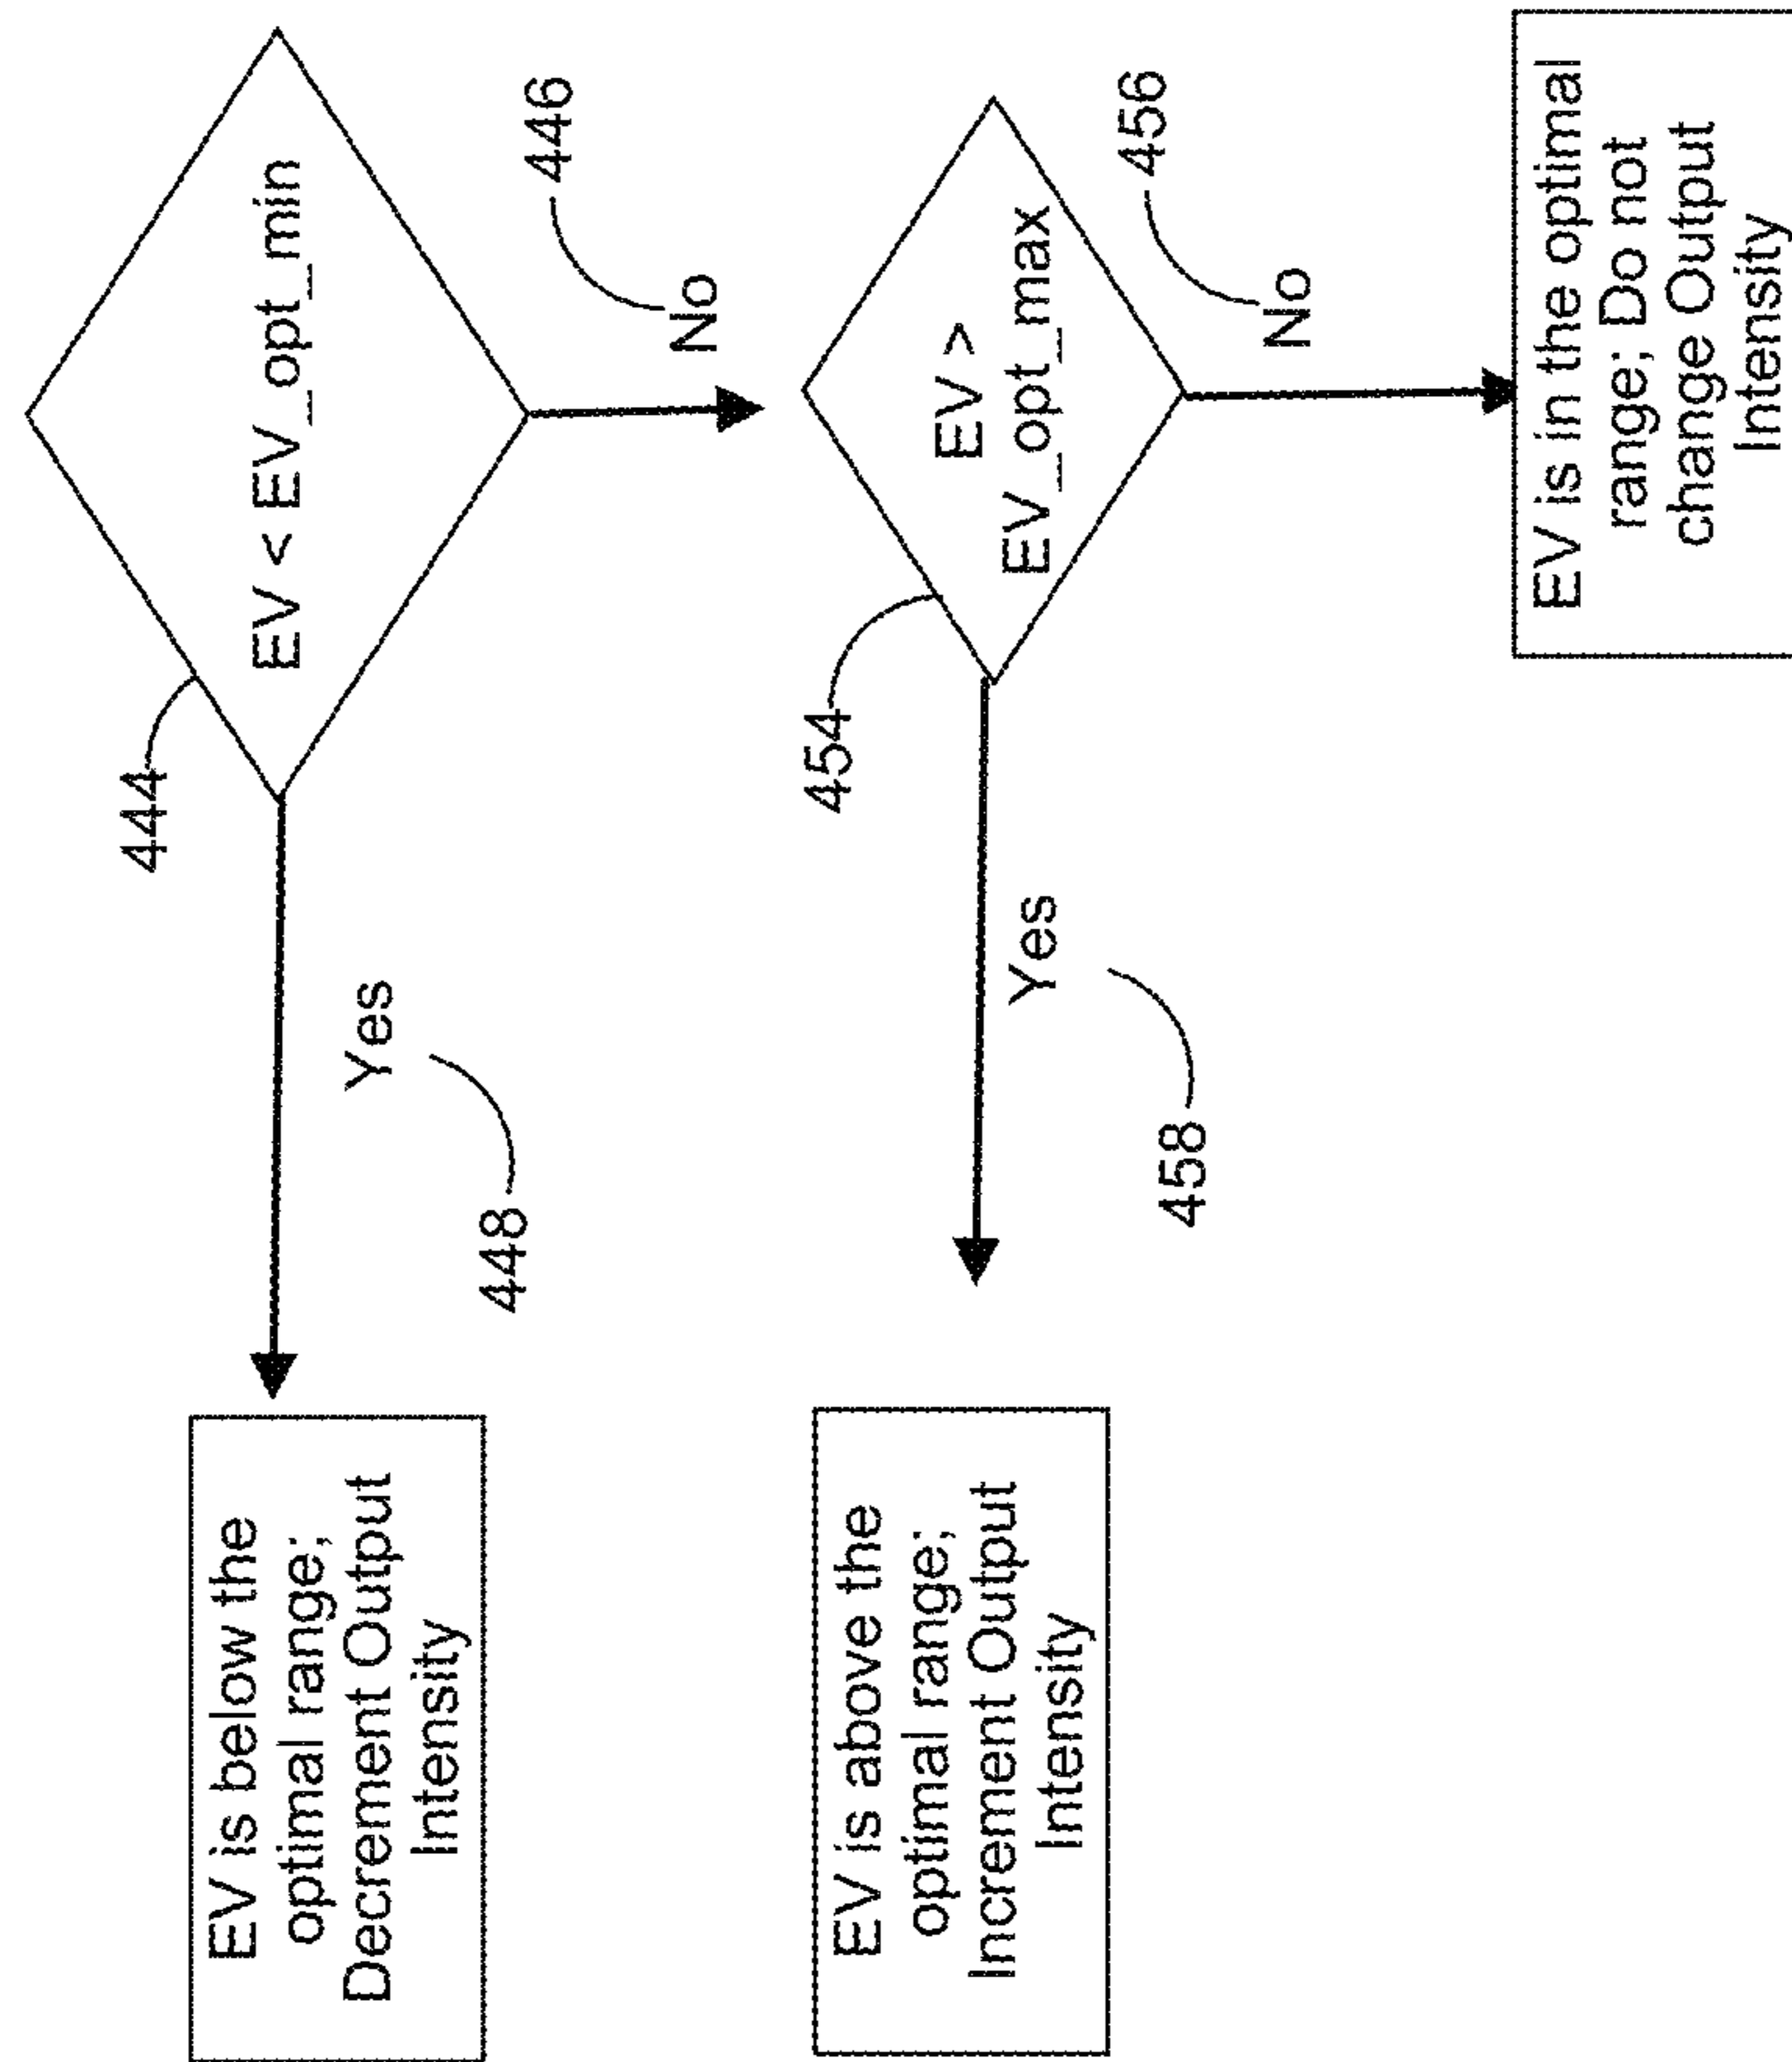 EV < EV_opt_min
444
446
No
Yes
448
EV is below the
optimal range;
Decrement Output
Intensity
EV >
EV_opt_max
454
456
No
Yes
458
EV is above the
optimal range;
Increment Output
Intensity
EV is in the optimal
range; Do not
change Output
Intensity